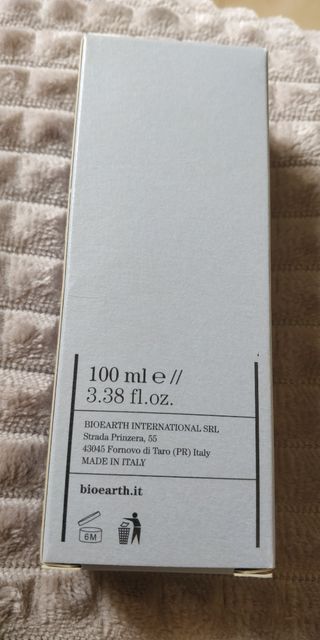 100 ml ℮ //
3.38 fl.oz.
BIOEARTH INTERNATIONAL SRL
Strada Prinzera, 55
43045 Fornovo di Taro (PR) Italy
MADE IN ITALY
bioearth.it
6M